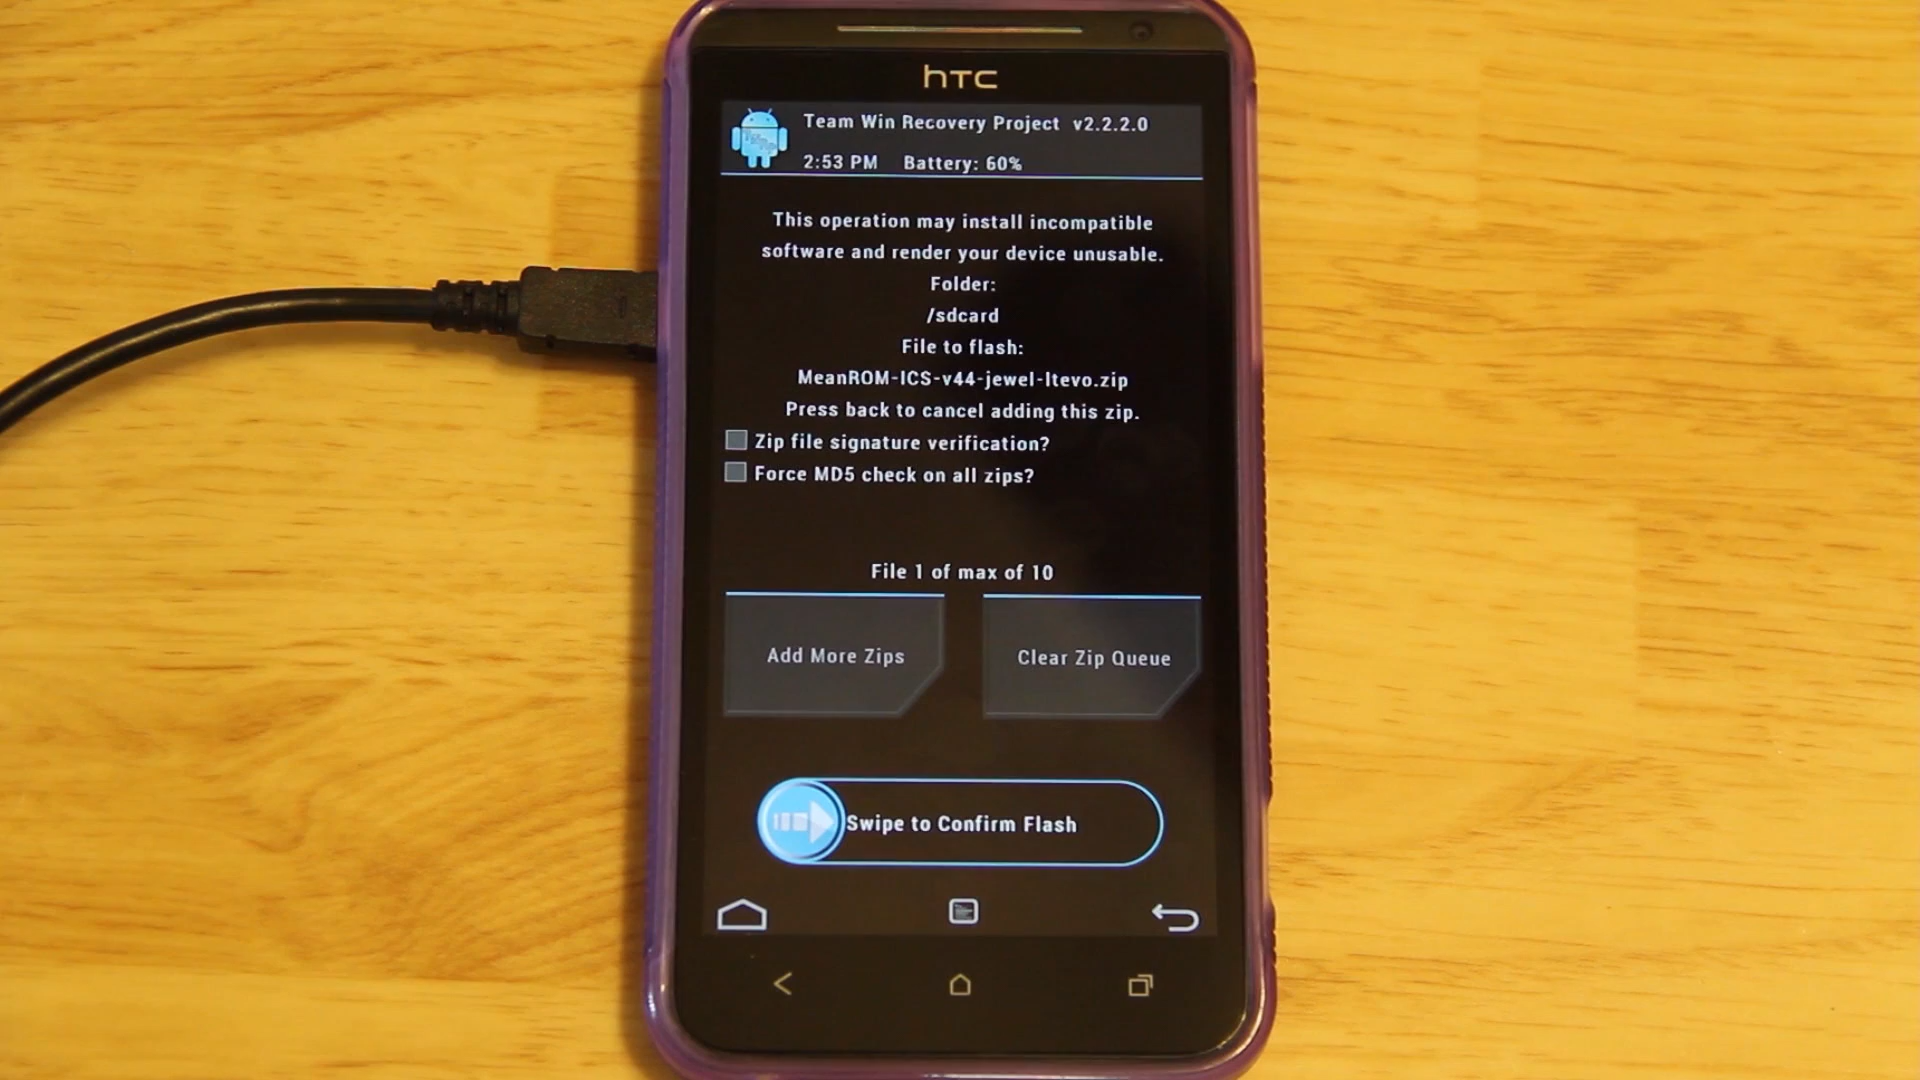 hTC
Team Win Recovery Project v2.2.2.0
2:53 PM Battery: 60%
This operation may install incompatible
software and render your device unusable.
Folder:
/sdcard
File to flash:
MeanROM-ICS-v44-jewel-ltevo.zip
Press back to cancel adding this zip.
Zip file signature verification?
Force MD5 check on all zips?
File 1 of max of 10
Add More Zips
Clear Zip Queue
Swipe to Confirm Flash